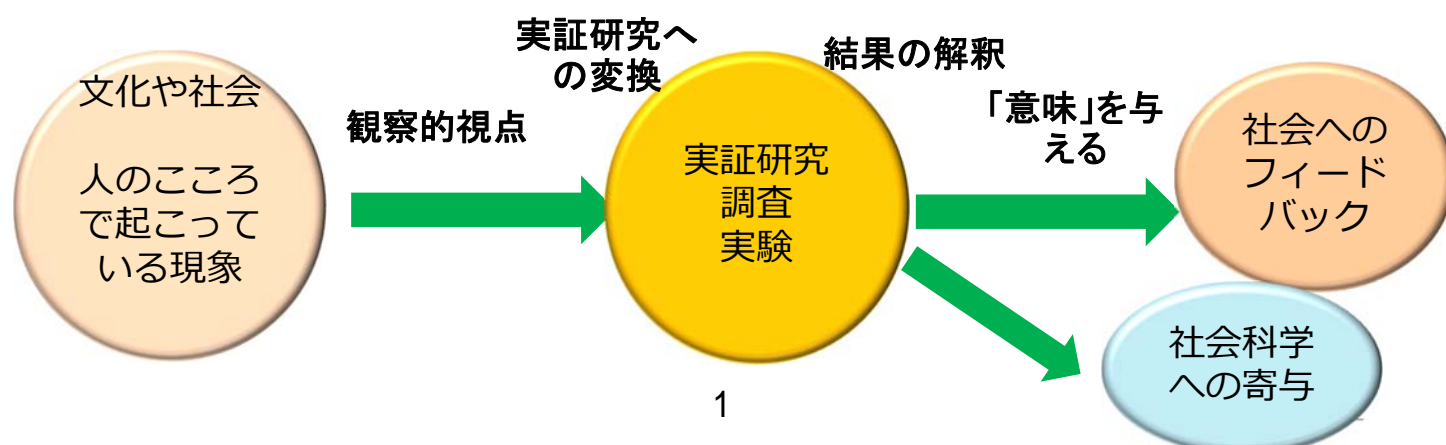 文化や社会
人のこころ
で起こって
いる現象
観察的視点
実証研究へ
の変換
実証研究
調査
実験
結果の解釈
「意味」を与
える
社会への
フィード
バック
社会科学
への寄与
1